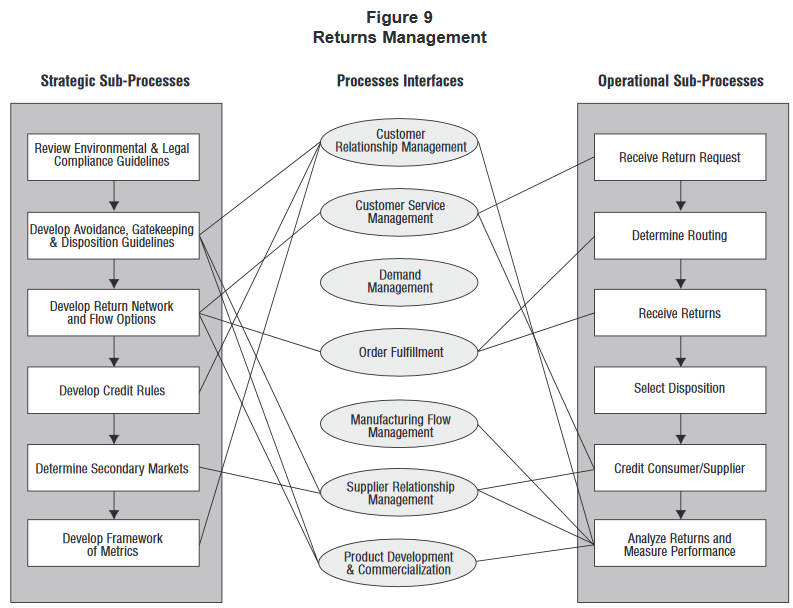 Figure 9
Returns Management
Strategic Sub-Processes
Processes Interfaces
Operational Sub-Processes
Review Environmental & Legal
Compliance Guidelines
Develop Avoidance, Gatekeeping
& Disposition Guidelines
Develop Return Network
and Flow Options
Develop Credit Rules
Determine Secondary Markets
Develop Framework
of Metrics
Customer
Relationship Management
Customer Service
Management
Demand
Management
Order Fulfillment
Manufacturing Flow
Management
Supplier Relationship
Management
Product Development
& Commercialization
Receive Return Request
Determine Routing
Receive Returns
Select Disposition
Credit Consumer/Supplier
Analyze Returns and
Measure Performance